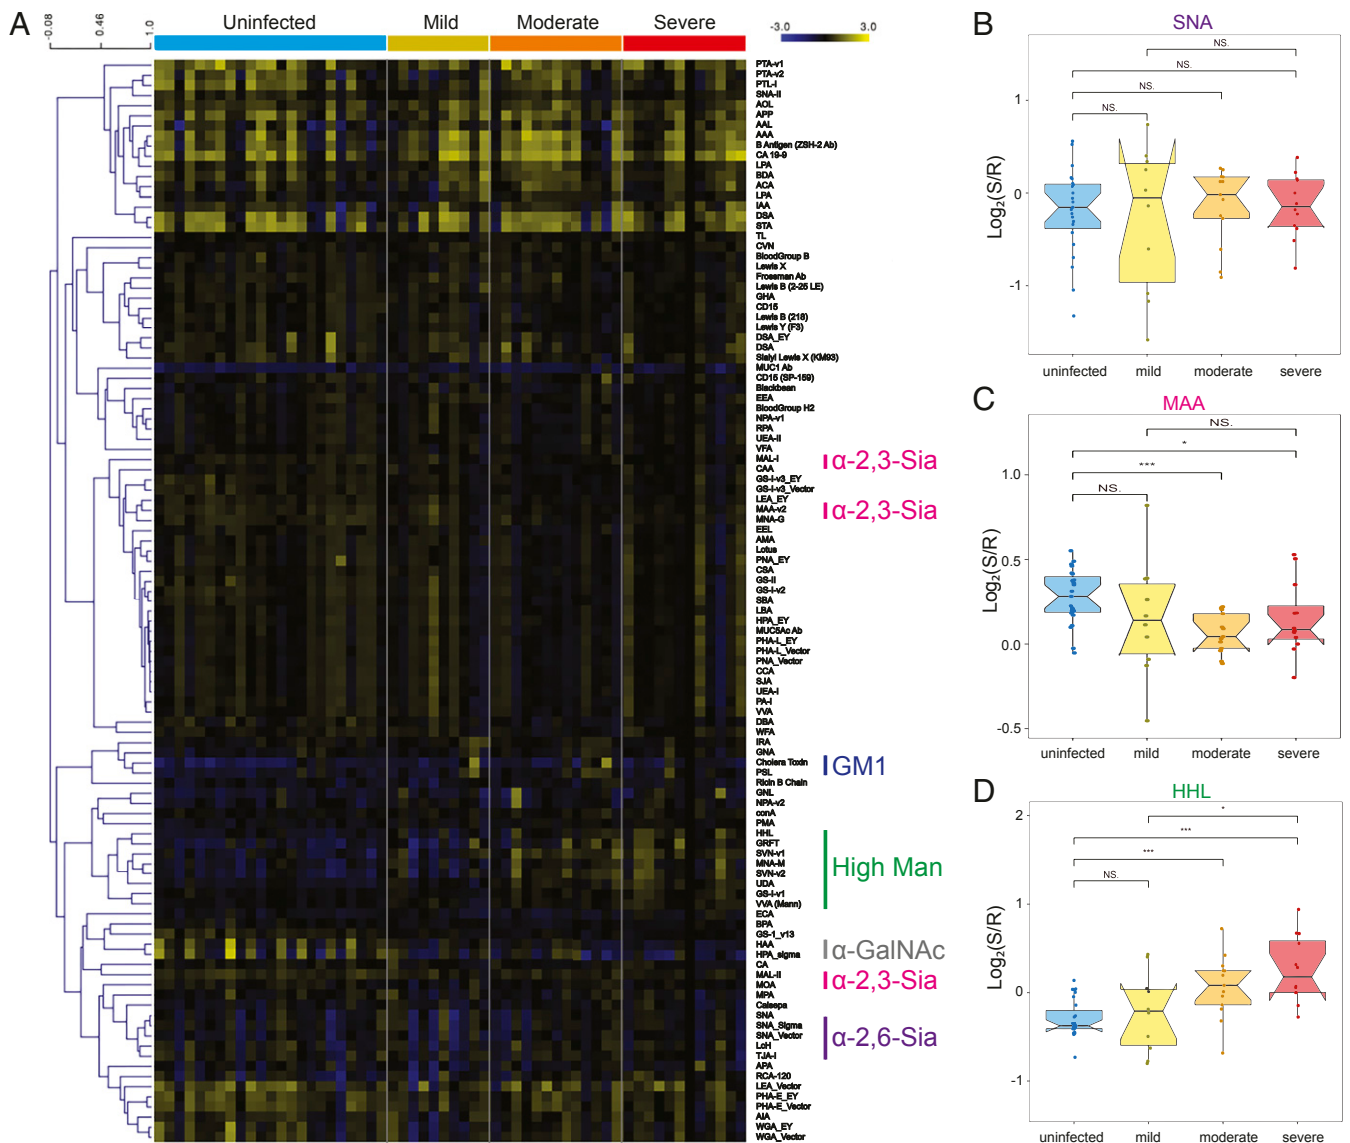 A
-0.08
0.46
1.0
Uninfected
Mild
Moderate
Severe
-3.0
3.0
PTA-v1
PTA-v2
PTL-I
SNA-II
AOL
APP
AAL
AAA
B Antigen (ZSH-2 Ab)
CA 19-9
LPA
BDA
ACA
LPA
IAA
DSA
STA
TL
CVN
BloodGroup B
Lewis X
Frossman Ab
Lewis B (2-25 LE)
GHA
CD15
Lewis B (218)
Lewis Y (F3)
DSA_EY
DSA
Sialyl Lewis X (KM93)
MUC1 Ab
CD15 (SP-159)
Blackbean
EEA
BloodGroup H2
NPA-v1
RPA
UEA-II
VFA
MAL-I
CAA
GS-I-v3_EY
GS-I-v3_Vector
LEA_EY
MAA-v2
MNA-G
EEL
AMA
Lotus
PNA_EY
CSA
GS-II
GS-I-v2
SBA
LBA
HPA_EY
MUC5Ac Ab
PHA-L_EY
PHA-L_Vector
PNA_Vector
CCA
SJA
UEA-I
PA-I
VVA
DBA
WFA
IRA
GNA
Cholera Toxin
PSL
Ricin B Chain
GNL
NPA-v2
conA
PMA
HHL
GRFT
SVN-v1
MNA-M
SVN-v2
UDA
GS-I-v1
VVA (Mann)
ECA
BPA
GS-1_v13
HAA
HPA_sigma
CA
MAL-II
MOA
MPA
Calsepa
SNA
SNA_Sigma
SNA_Vector
LcH
TJA-I
APA
RCA-120
LEA_Vector
PHA-E_EY
PHA-E_Vector
AIA
WGA_EY
WGA_Vector
α-2,3-Sia
α-2,3-Sia
GM1
High Man
α-GalNAc
α-2,3-Sia
α-2,6-Sia
B
SNA
NS.
NS.
NS.
NS.
Log₂(S/R)
1
0
-1
uninfected
mild
moderate
severe
C
MAA
NS.
*
***
NS.
Log₂(S/R)
1.0
0.5
0.0
-0.5
uninfected
mild
moderate
severe
D
HHL
*
***
***
NS.
Log₂(S/R)
2
1
0
-1
uninfected
mild
moderate
severe